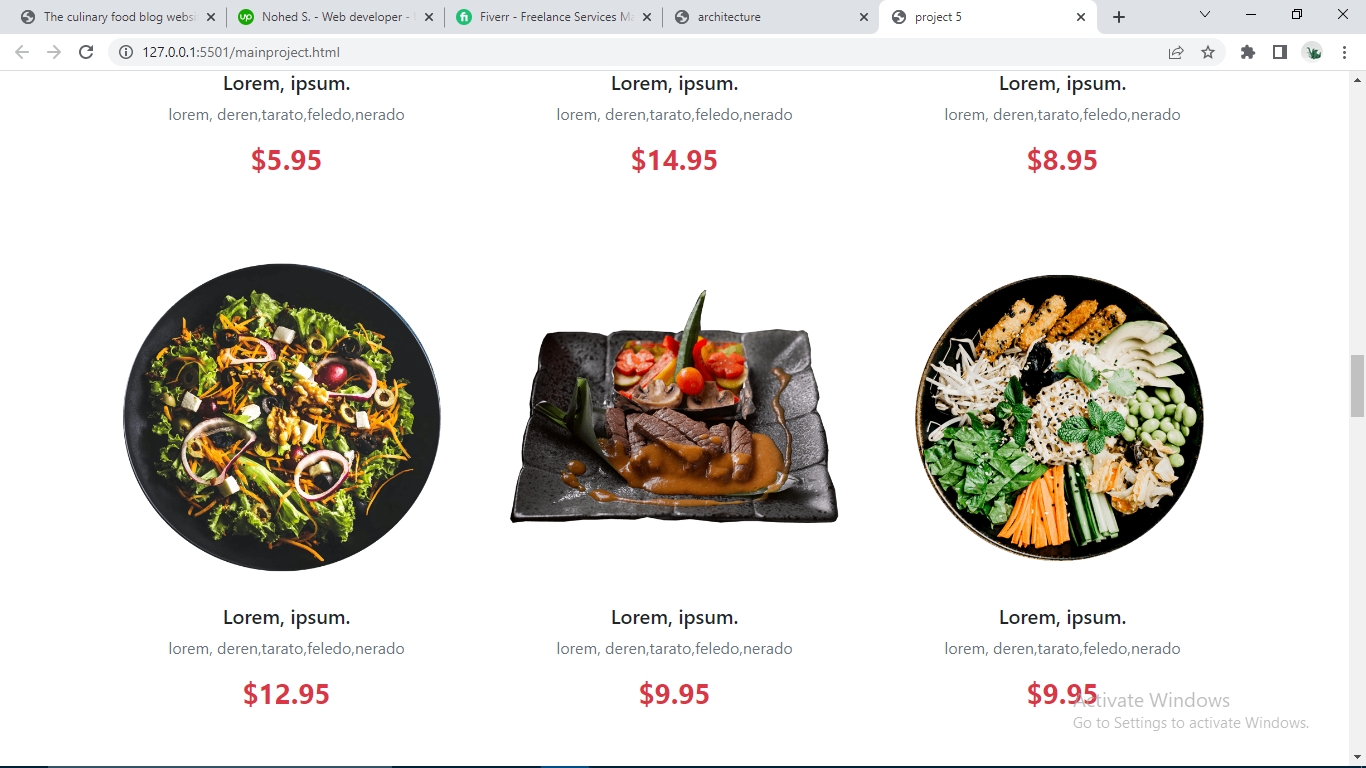 The culinary food blog websi
Nohed S. - Web developer -
Fiverr - Freelance Services Ma
architecture
project 5
127.0.0.1:5501/mainproject.html
Lorem, ipsum.
Lorem, ipsum.
Lorem, ipsum.
lorem, deren,tarato,feledo,nerado
lorem, deren,tarato,feledo,nerado
lorem, deren,tarato,feledo,nerado
$5.95
$14.95
$8.95
Lorem, ipsum.
Lorem, ipsum.
Lorem, ipsum.
lorem, deren,tarato,feledo,nerado
lorem, deren,tarato,feledo,nerado
lorem, deren,tarato,feledo,nerado
$12.95
$9.95
$9.95
Activate Windows
Go to Settings to activate Windows.